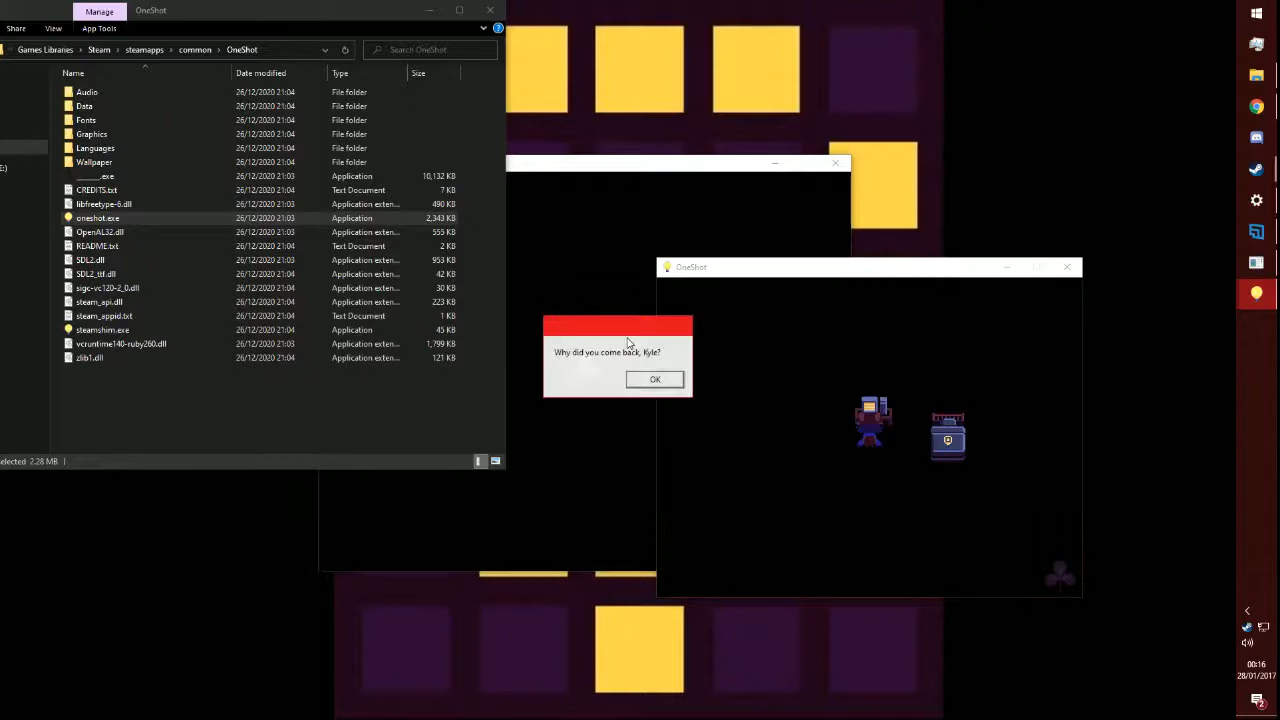 Manage
OneShot
Share
View
App Tools
Games Libraries > Steam > steamapps > common > OneShot
Search OneShot
Name Date modified Type Size
Audio 26/12/2020 21:04 File folder
Data 26/12/2020 21:04 File folder
Fonts 26/12/2020 21:04 File folder
Graphics 26/12/2020 21:04 File folder
Languages 26/12/2020 21:04 File folder
Wallpaper 26/12/2020 21:04 File folder
______.exe 26/12/2020 21:03 Application 10,132 KB
CREDITS.txt 26/12/2020 21:04 Text Document 7 KB
libfreetype-6.dll 26/12/2020 21:03 Application exten... 490 KB
oneshot.exe 26/12/2020 21:03 Application 2,343 KB
OpenAL32.dll 26/12/2020 21:03 Application exten... 555 KB
README.txt 26/12/2020 21:04 Text Document 2 KB
SDL2.dll 26/12/2020 21:03 Application exten... 953 KB
SDL2_ttf.dll 26/12/2020 21:04 Application exten... 42 KB
sigc-vc120-2_0.dll 26/12/2020 21:04 Application exten... 30 KB
steam_api.dll 26/12/2020 21:04 Application exten... 223 KB
steam_appid.txt 26/12/2020 21:04 Text Document 1 KB
steamshim.exe 26/12/2020 21:04 Application 45 KB
vcruntime140-ruby260.dll 26/12/2020 21:04 Application exten... 1,799 KB
zlib1.dll 26/12/2020 21:04 Application exten... 121 KB
:)
selected 2.28 MB
OneShot
Why did you come back, Kyle?
OK
00:16
28/01/2017
2